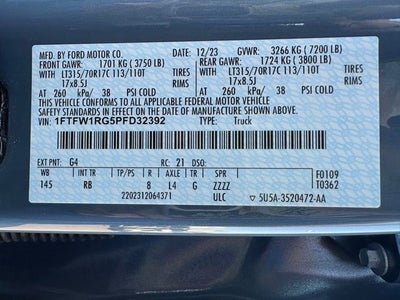 MFD. BY FORD MOTOR CO.
DATE: 12/23 GVWR: 3266 KG ( 7200 LB)
FRONT GAWR: 1701 KG ( 3750 LB) REAR GAWR: 1724 KG ( 3800 LB)
LT315/70R17C 113/110T TIRES LT315/70R17C 113/110T TIRES
17x8.5J RIMS 17x8.5J RIMS
AT 260 kPa/ 38 PSI COLD AT 260 kPa/ 38 PSI COLD
THIS VEHICLE CONFORMS TO ALL APPLICABLE FEDERAL MOTOR VEHICLE
SAFETY STANDARDS IN EFFECT ON THE DATE OF MANUFACTURE SHOWN ABOVE.
VIN: 1FTFW1RG5PFD32392 TYPE: Truck
EXT PNT: G4 RC: 21 DSO:
WB INTR TR TP/PS R AXLE TR SPR F0109
145 RB 8 L4 G ZZZZ T0362
2202312064371 ULC 5U5A-3520472-AA